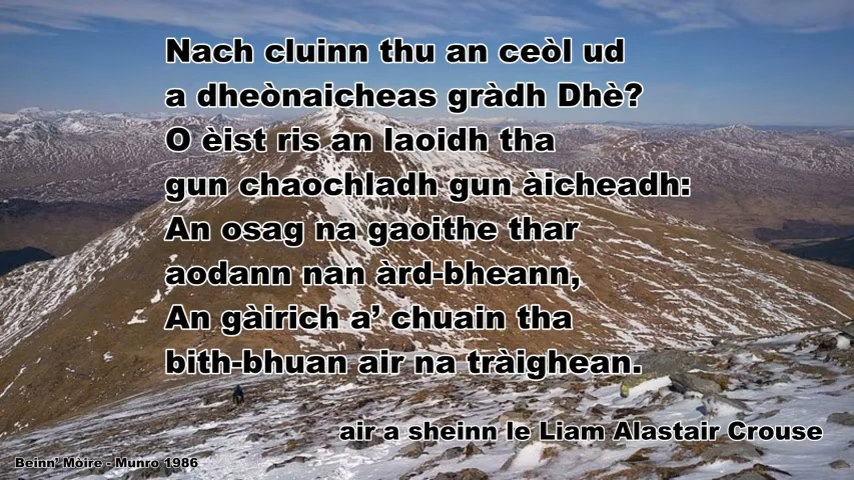 Nach cluinn thu an ceòl ud
a dheònaicheas gràdh Dhè?
O èist ris an laoidh tha
gun chaochladh gun àicheadh:
An osag na gaoithe thar
aodann nan àrd-bheann,
An gàirich a’ chuain tha
bith-bhuan air na tràighean.
air a sheinn le Liam Alastair Crouse
Beinn’ Mòire - Munro 1986